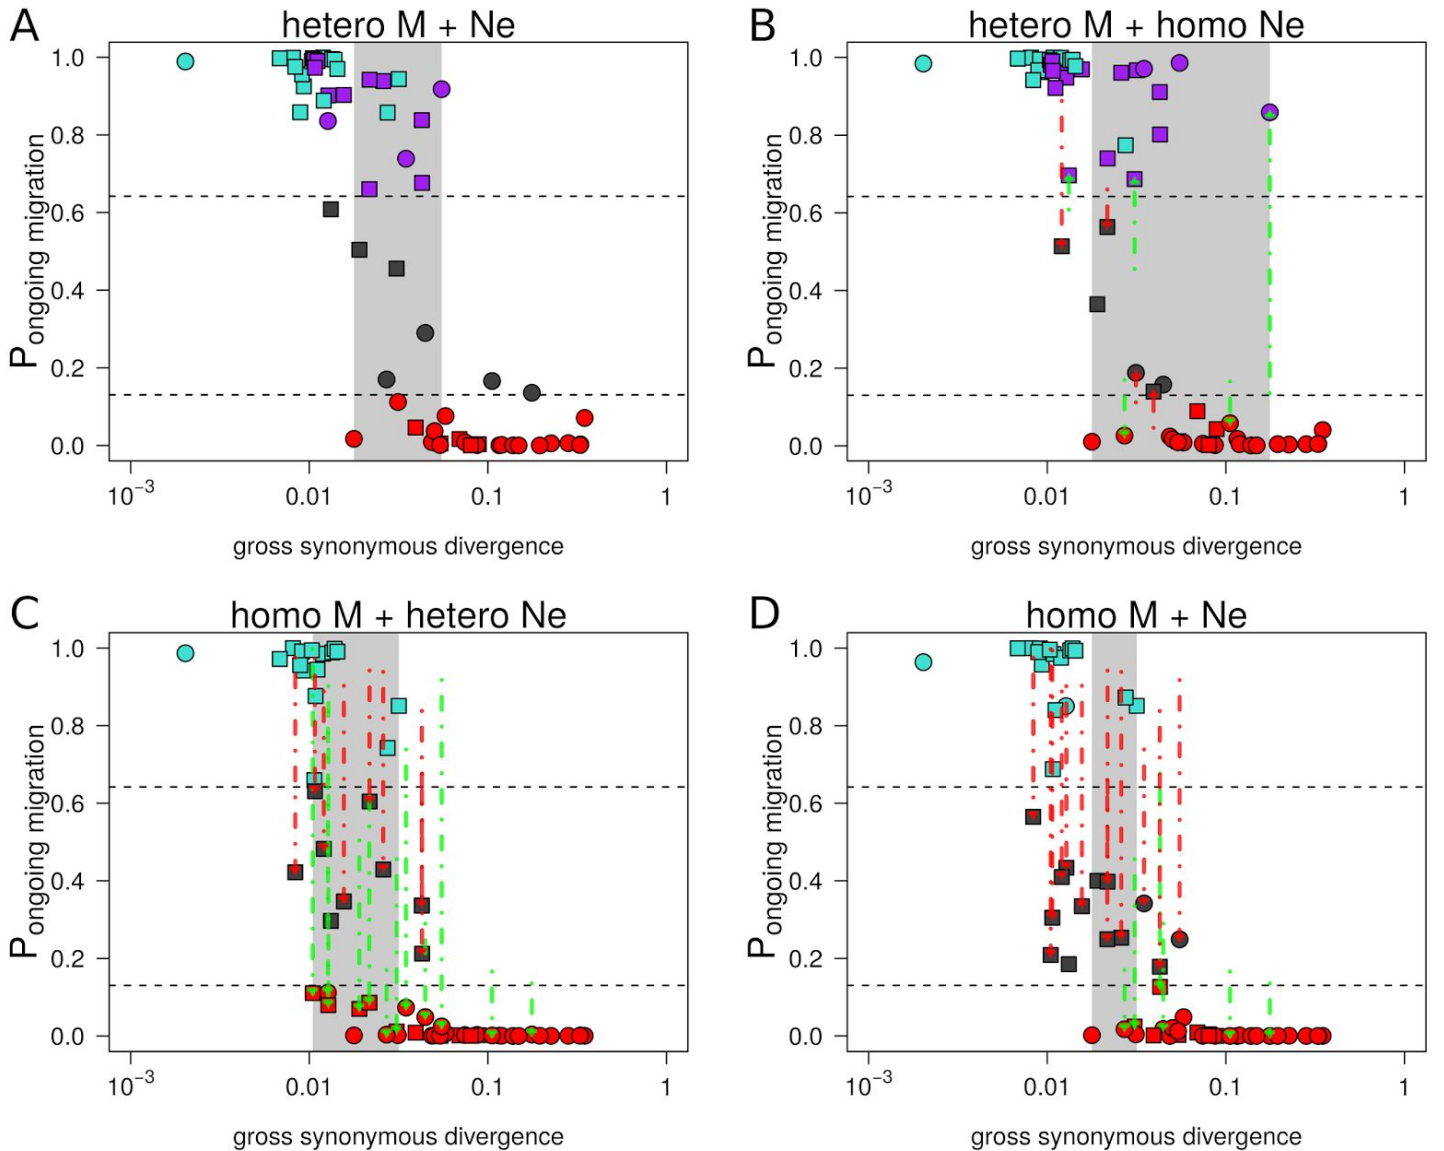 A
hetero M + Ne
P ongoing migration
1.0
0.8
0.6
0.4
0.2
0.0
10⁻³ 0.01 0.1 1
gross synonymous divergence
B
hetero M + homo Ne
P ongoing migration
1.0
0.8
0.6
0.4
0.2
0.0
10⁻³ 0.01 0.1 1
gross synonymous divergence
C
homo M + hetero Ne
P ongoing migration
1.0
0.8
0.6
0.4
0.2
0.0
10⁻³ 0.01 0.1 1
gross synonymous divergence
D
homo M + Ne
P ongoing migration
1.0
0.8
0.6
0.4
0.2
0.0
10⁻³ 0.01 0.1 1
gross synonymous divergence